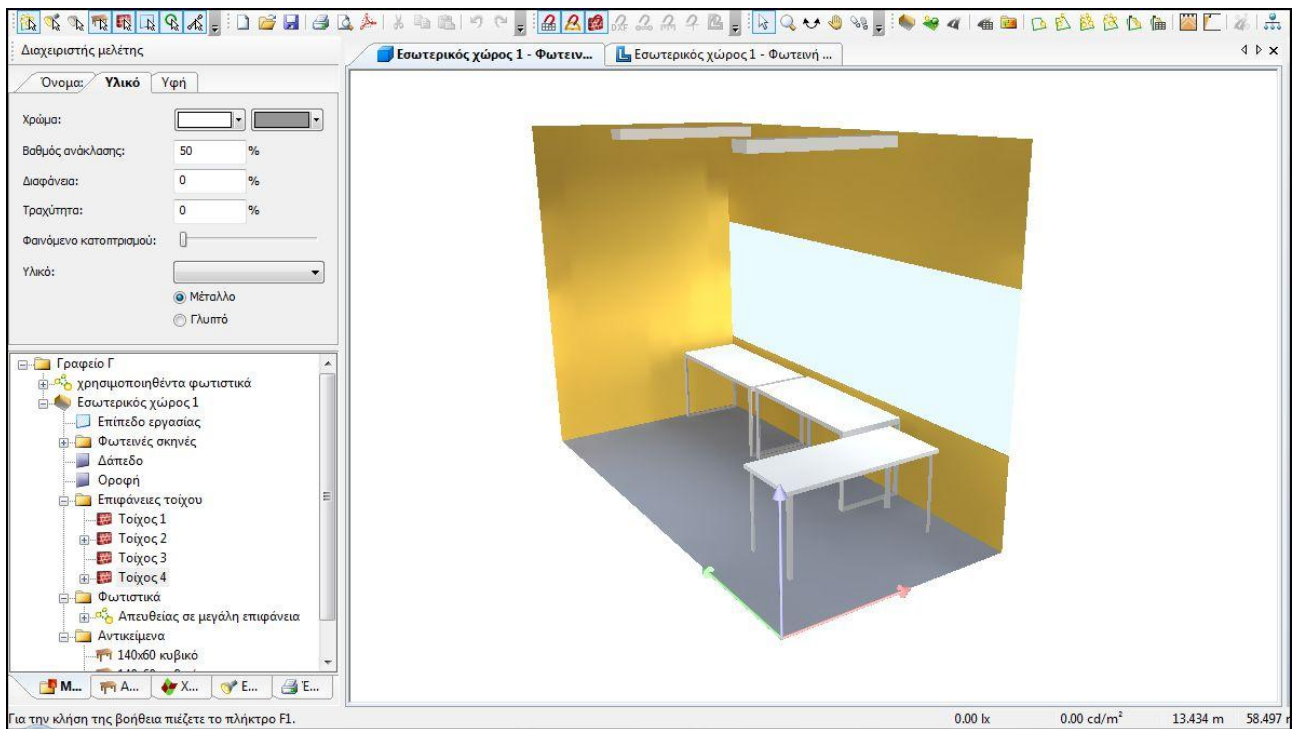 Διαχειριστής μελέτης
Εσωτερικός χώρος 1 - Φωτειν...
Εσωτερικός χώρος 1 - Φωτεινή ...
Όνομα:
Υλικό
Υφή
Χρώμα:
Βαθμός ανάκλασης: 50 %
Διαφάνεια: 0 %
Τραχύτητα: 0 %
Φαινόμενο κατοπτρισμού:
Υλικό:
Μέταλλο
Γλυπτό
Γραφείο Γ
χρησιμοποιηθέντα φωτιστικά
Εσωτερικός χώρος 1
Επίπεδο εργασίας
Φωτεινές σκηνές
Δάπεδο
Οροφή
Επιφάνειες τοίχου
Τοίχος 1
Τοίχος 2
Τοίχος 3
Τοίχος 4
Φωτιστικά
Απευθείας σε μεγάλη επιφάνεια
Αντικείμενα
140x60 κυβικό
Μ... Α... Χ... Ε... Έ...
Για την κλήση της βοήθεια πιέζετε το πλήκτρο F1.
0.00 lx 0.00 cd/m² 13.434 m 58.497